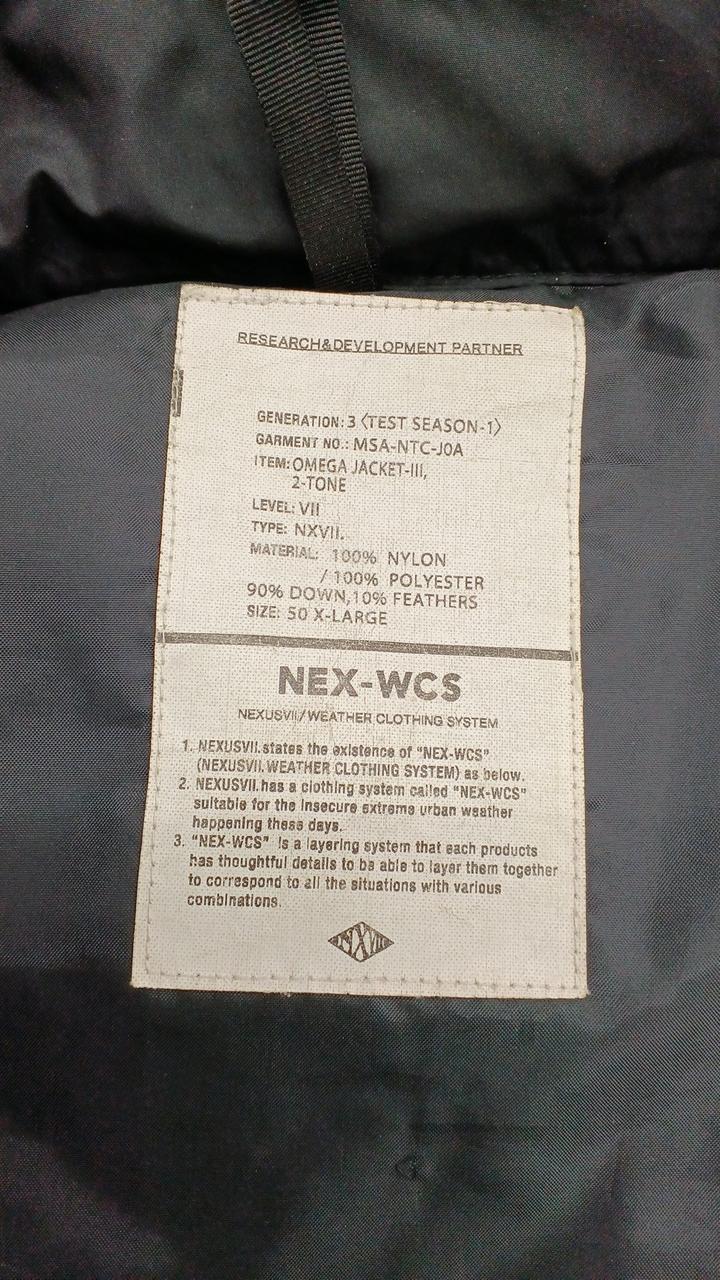 RESEARCH&DEVELOPMENT PARTNER
GENERATION: 3 〈TEST SEASON-1〉
GARMENT NO.: MSA-NTC-J0A
ITEM: OMEGA JACKET-III,
2-TONE
LEVEL: VII
TYPE: NXVII.
MATERIAL: 100% NYLON
/ 100% POLYESTER
90% DOWN,10% FEATHERS
SIZE: 50 X-LARGE
NEX-WCS
NEXUSVII/WEATHER CLOTHING SYSTEM
1. NEXUSVII.states the existence of "NEX-WCS"
(NEXUSVII.WEATHER CLOTHING SYSTEM) as below.
2. NEXUSVII.has a clothing system called "NEX-WCS"
suitable for the insecure extreme urban weather
happening these days.
3. "NEX-WCS" is a layering system that each products
has thoughtful details to be able to layer them together
to correspond to all the situations with various
combinations.
NXVII